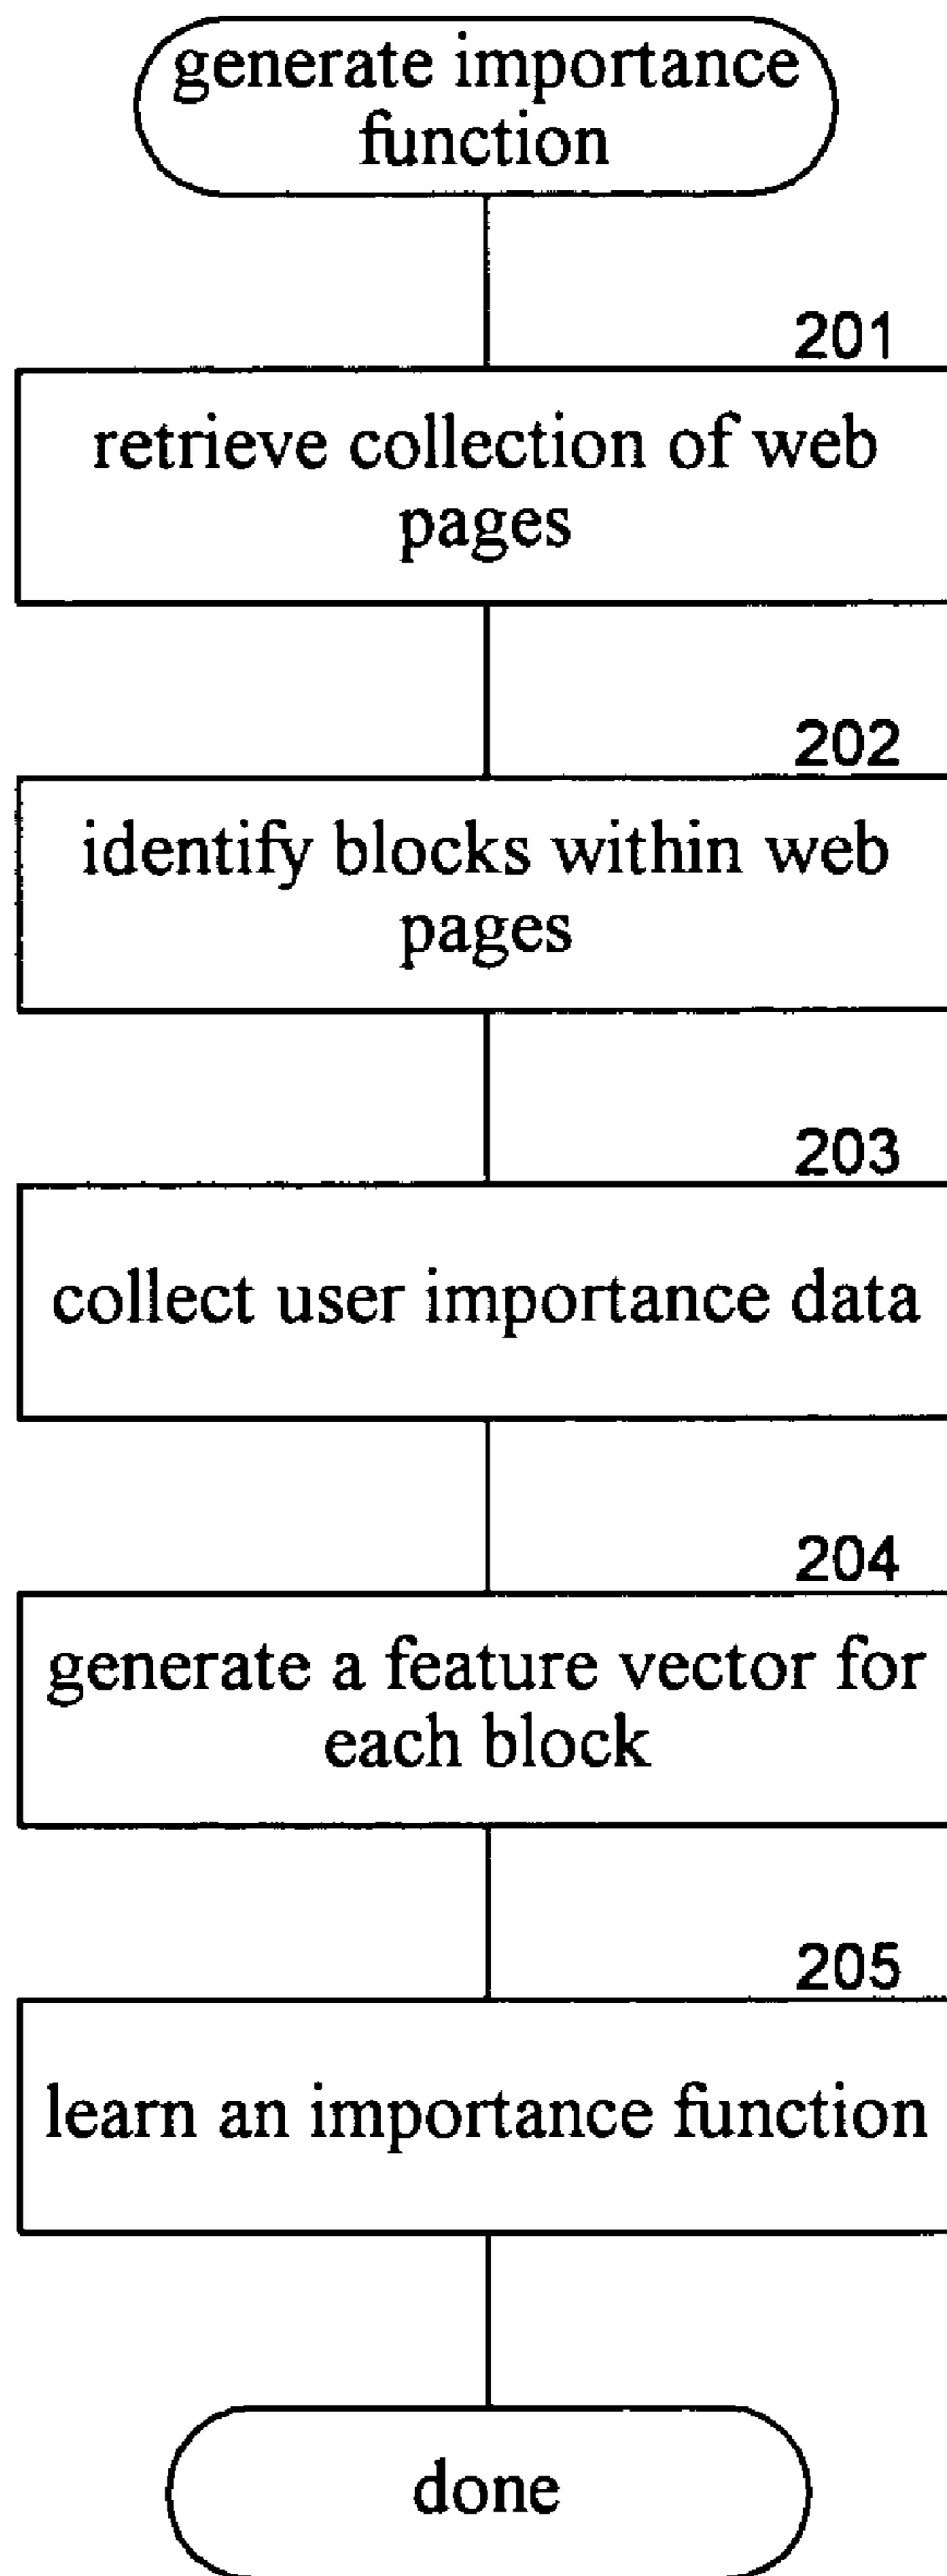 generate importance
function
201
retrieve collection of web
pages
202
identify blocks within web
pages
203
collect user importance data
204
generate a feature vector for
each block
205
learn an importance function
done